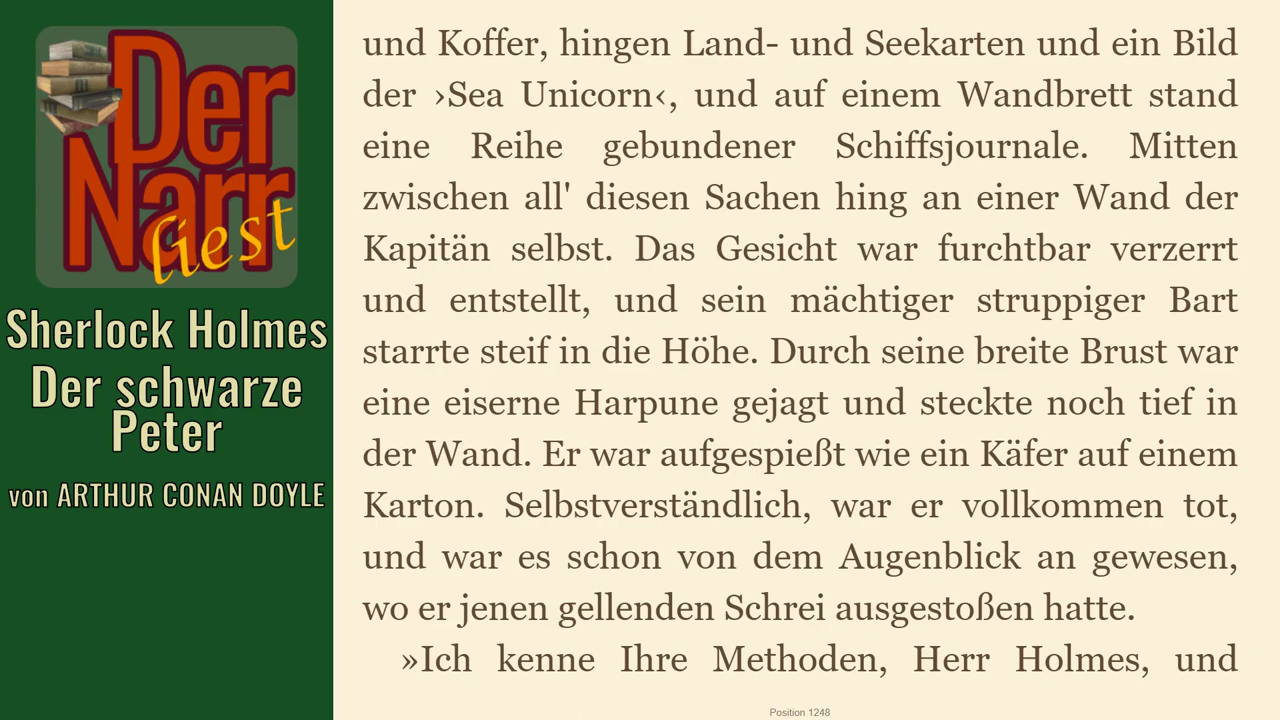 Der
Narr
liest
Sherlock Holmes
Der schwarze
Peter
von ARTHUR CONAN DOYLE
und Koffer, hingen Land- und Seekarten und ein Bild
der ›Sea Unicorn‹, und auf einem Wandbrett stand
eine Reihe gebundener Schiffsjournale. Mitten
zwischen all' diesen Sachen hing an einer Wand der
Kapitän selbst. Das Gesicht war furchtbar verzerrt
und entstellt, und sein mächtiger struppiger Bart
starrte steif in die Höhe. Durch seine breite Brust war
eine eiserne Harpune gejagt und steckte noch tief in
der Wand. Er war aufgespießt wie ein Käfer auf einem
Karton. Selbstverständlich, war er vollkommen tot,
und war es schon von dem Augenblick an gewesen,
wo er jenen gellenden Schrei ausgestoßen hatte.
»Ich kenne Ihre Methoden, Herr Holmes, und
Position 1248